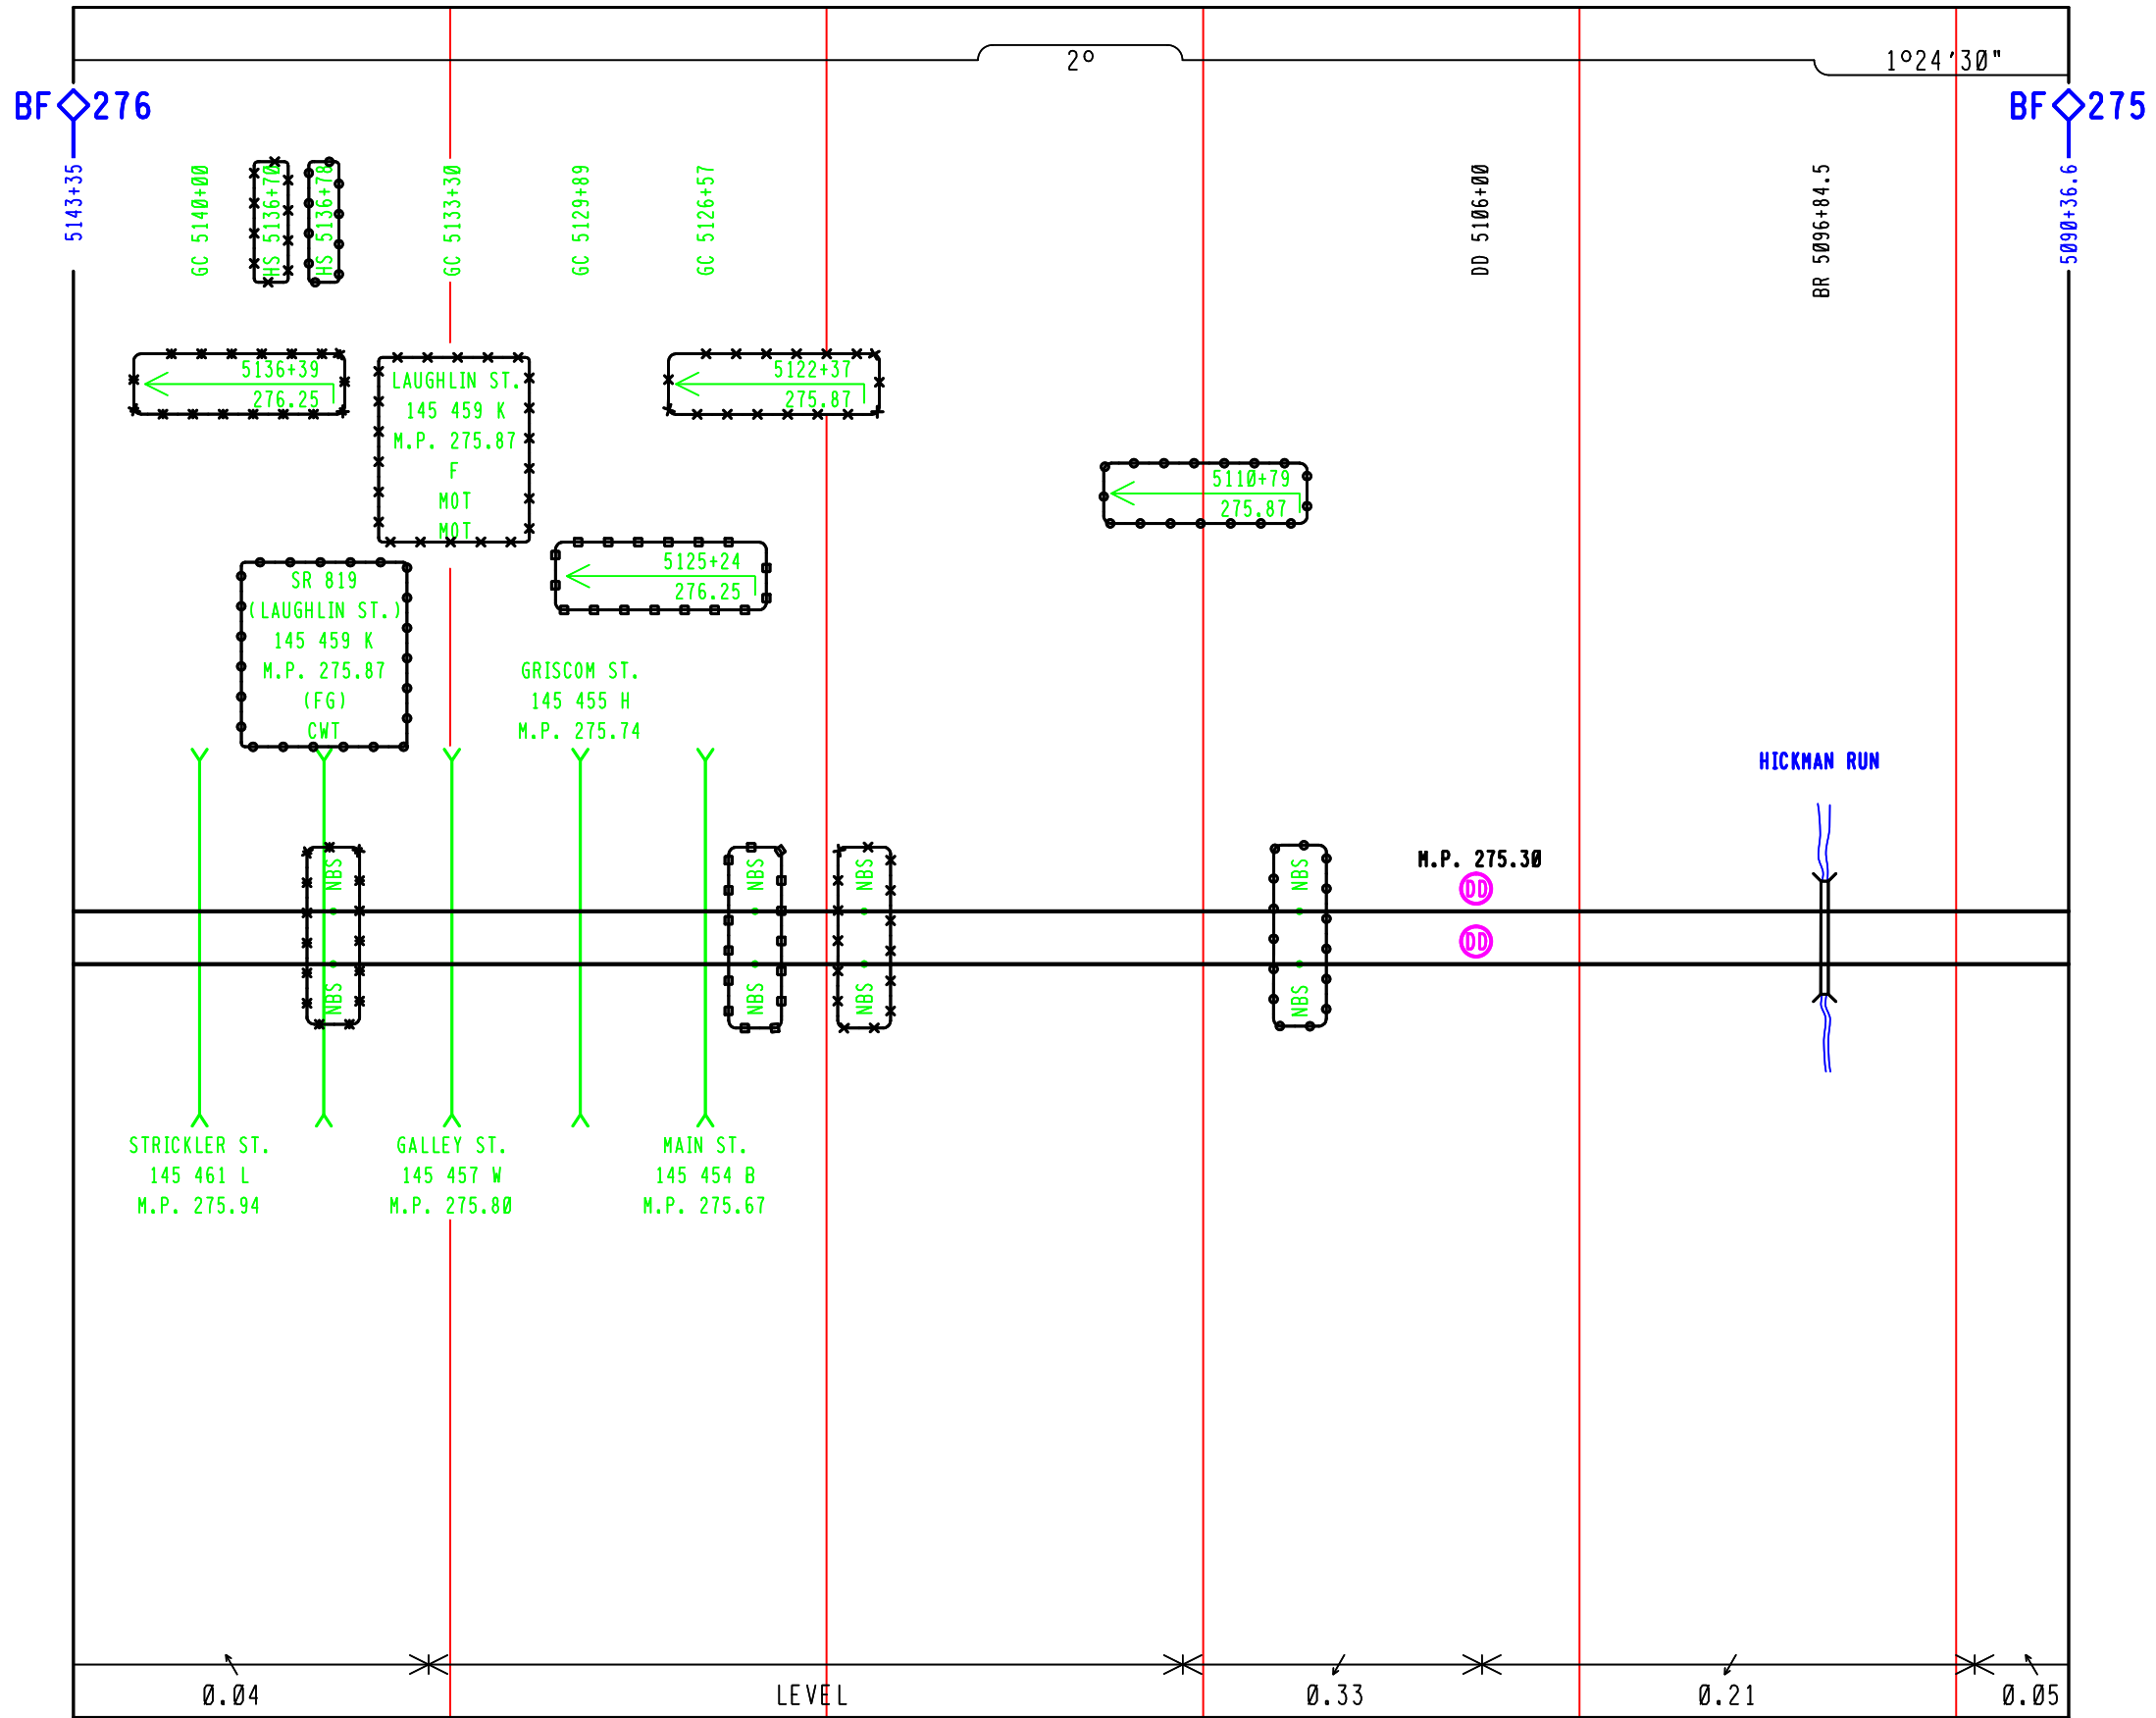 2° 1°24'30"
BF 276
BF 275
5143+35
GC 5140+00
HS 5136+70
HS 5136+78
GC 5133+30
GC 5129+89
GC 5126+57
DD 5106+00
BR 5096+84.5
5090+36.6
5136+39
276.25
LAUGHLIN ST.
145 459 K
M.P. 275.87
F
MOT
MOT
5122+37
275.87
5110+79
275.87
5125+24
276.25
SR 819
(LAUGHLIN ST.)
145 459 K
M.P. 275.87
(FG)
CWT
GRISCOM ST.
145 455 H
M.P. 275.74
HICKMAN RUN
NBS
NBS
NBS
NBS
M.P. 275.30
DD
DD
NBS
NBS
NBS
NBS
STRICKLER ST.
145 461 L
M.P. 275.94
GALLEY ST.
145 457 W
M.P. 275.80
MAIN ST.
145 454 B
M.P. 275.67
0.04 LEVEL 0.33 0.21 0.05